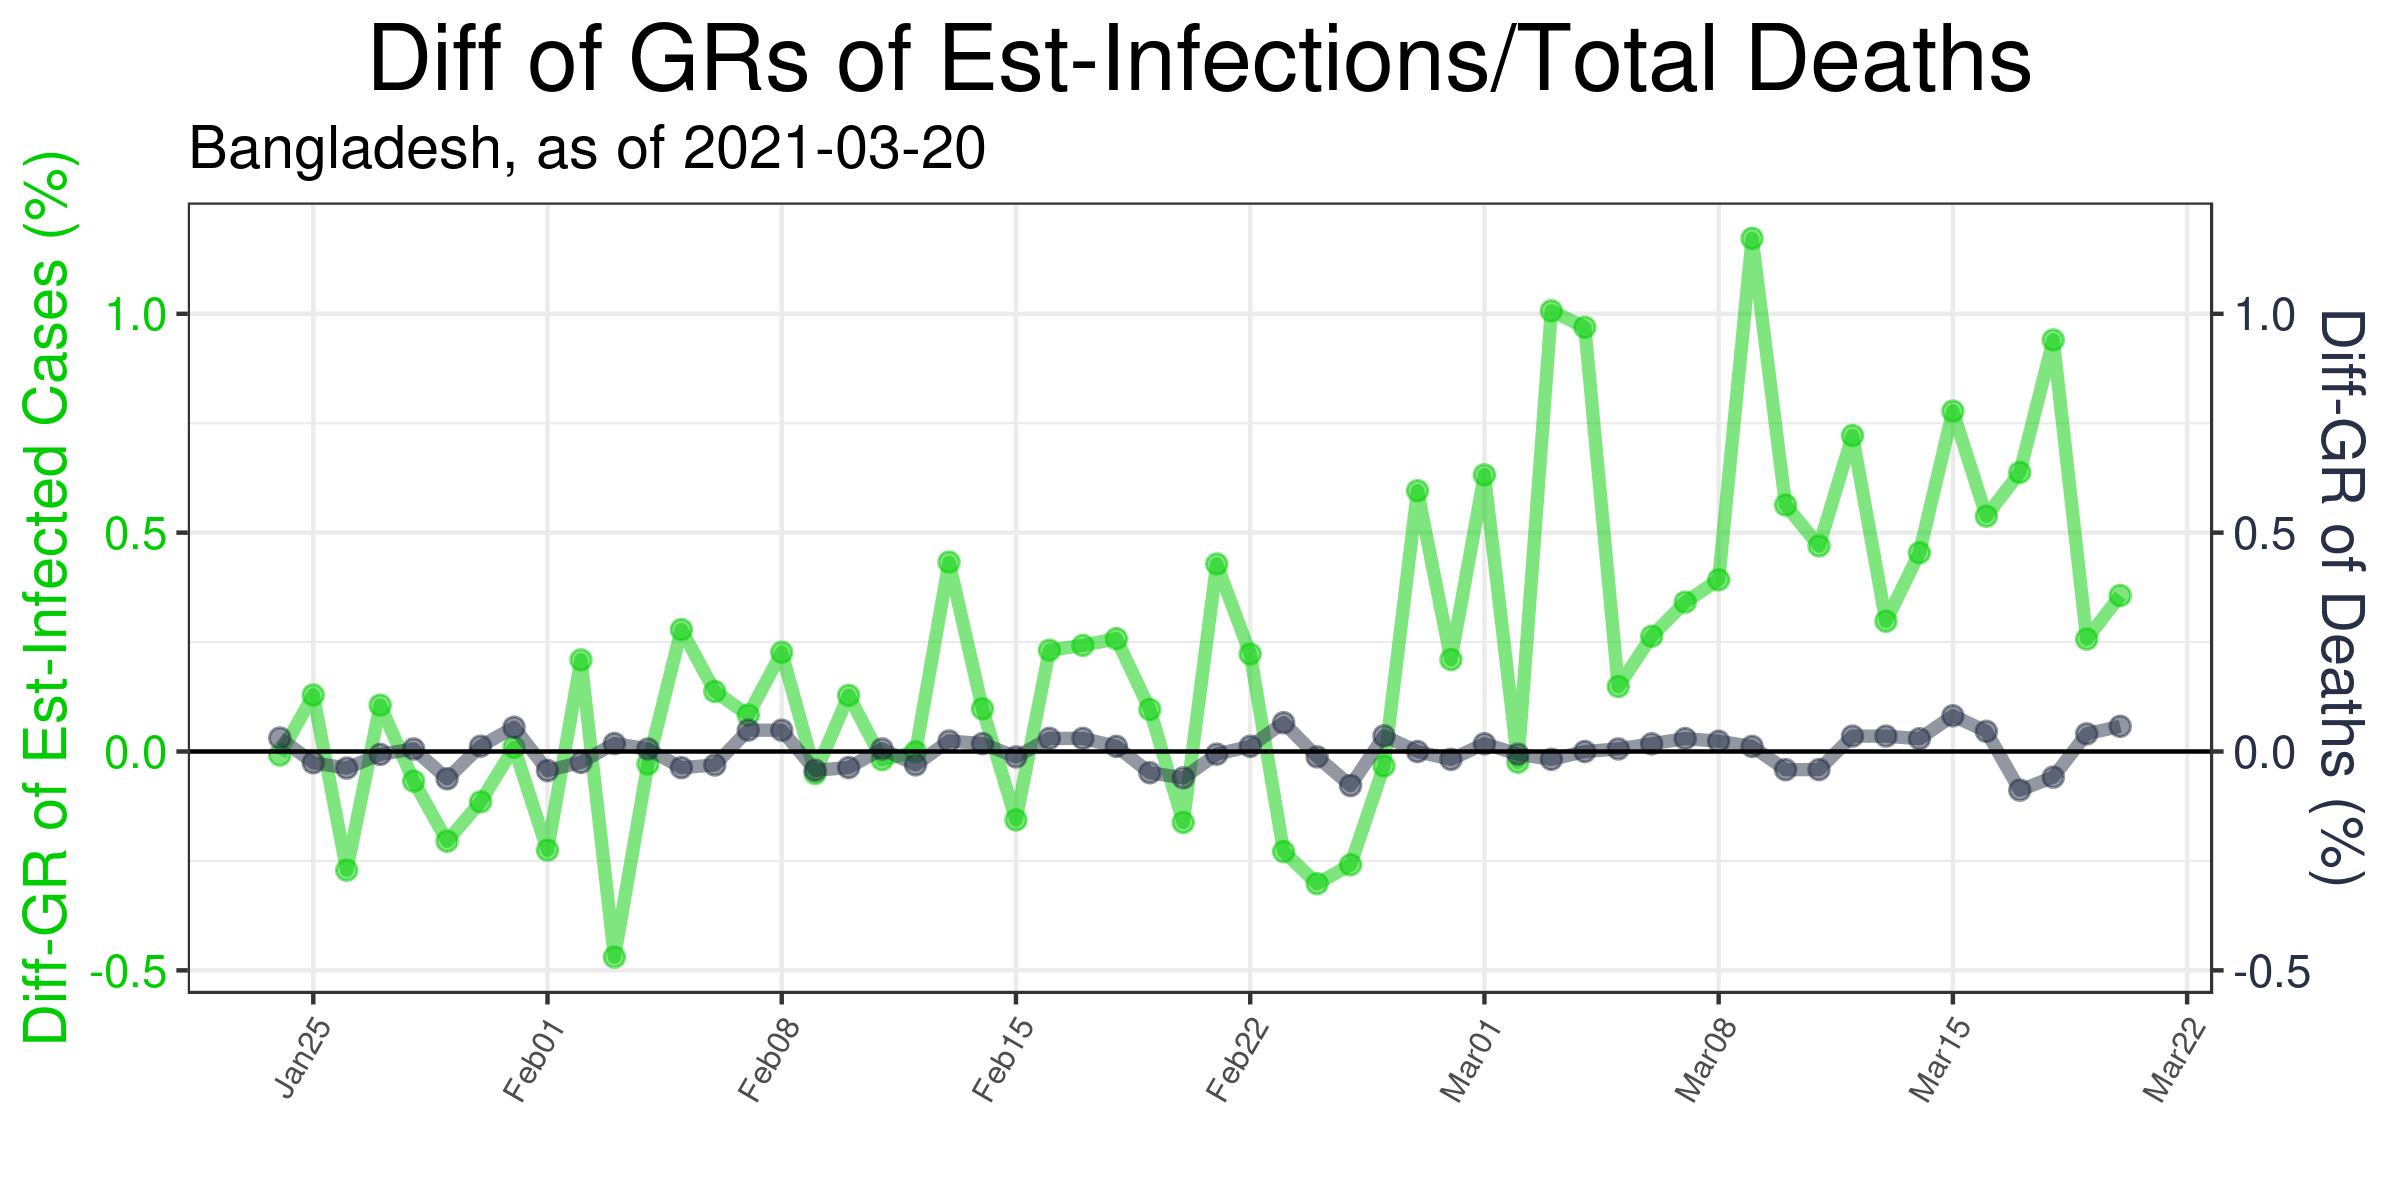 Diff of GRs of Est-Infections/Total Deaths
Bangladesh, as of 2021-03-20
Diff-GR of Est-Infected Cases (%)
1.0
0.5
0.0
-0.5
1.0
0.5
0.0
-0.5
Diff-GR of Deaths (%)
Jan25
Feb01
Feb08
Feb15
Feb22
Mar01
Mar08
Mar15
Mar22